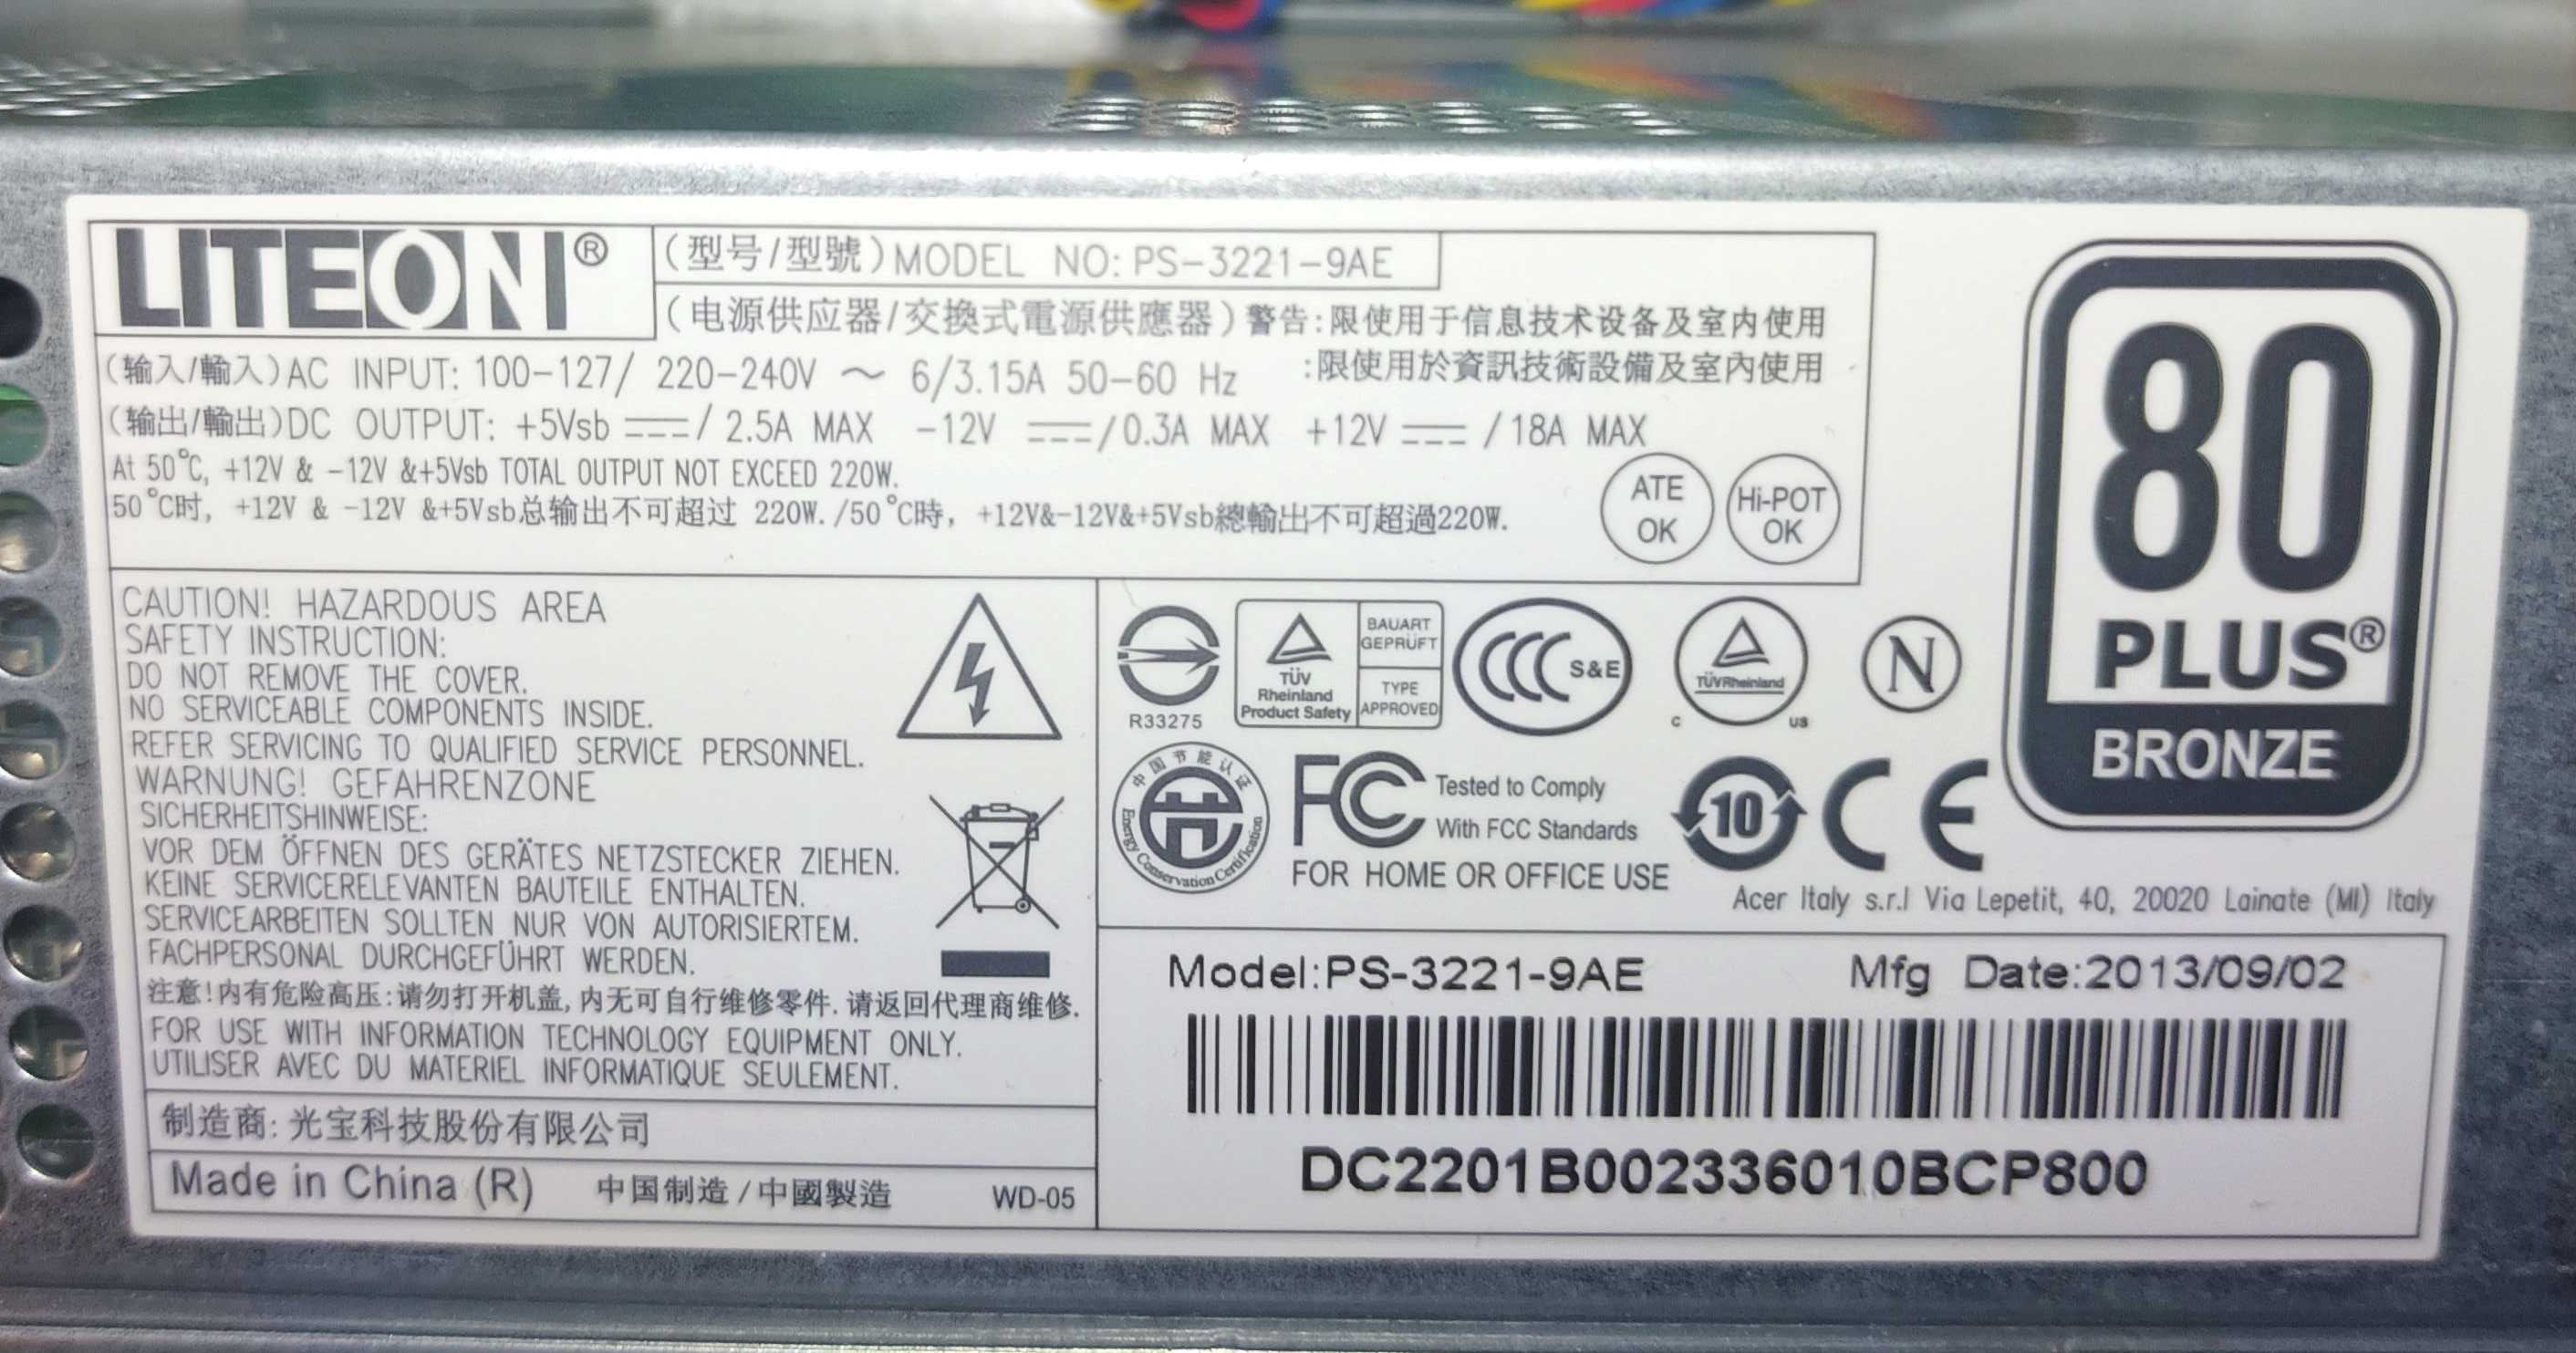 LITEON®
(型号/型號)MODEL NO: PS-3221-9AE
(电源供应器/交換式電源供應器)警告:限使用于信息技术设备及室内使用
:限使用於資訊技術設備及室內使用
(输入/輸入)AC INPUT: 100-127/ 220-240V ~ 6/3.15A 50-60 Hz
(输出/輸出)DC OUTPUT: +5Vsb ⎓/ 2.5A MAX -12V ⎓/0.3A MAX +12V ⎓ /18A MAX
At 50°C, +12V & -12V &+5Vsb TOTAL OUTPUT NOT EXCEED 220W.
50°C时, +12V & -12V &+5Vsb总输出不可超过 220W./50°C時, +12V&-12V&+5Vsb總輸出不可超過220W.
ATE
OK
Hi-POT
OK
80
PLUS®
BRONZE
CAUTION! HAZARDOUS AREA
SAFETY INSTRUCTION:
DO NOT REMOVE THE COVER.
NO SERVICEABLE COMPONENTS INSIDE.
REFER SERVICING TO QUALIFIED SERVICE PERSONNEL.
WARNUNG! GEFAHRENZONE
SICHERHEITSHINWEISE:
VOR DEM ÖFFNEN DES GERÄTES NETZSTECKER ZIEHEN.
KEINE SERVICERELEVANTEN BAUTEILE ENTHALTEN.
SERVICEARBEITEN SOLLTEN NUR VON AUTORISIERTEM.
FACHPERSONAL DURCHGEFÜHRT WERDEN.
注意!内有危险高压:请勿打开机盖,内无可自行维修零件.请返回代理商维修.
FOR USE WITH INFORMATION TECHNOLOGY EQUIPMENT ONLY.
UTILISER AVEC DU MATERIEL INFORMATIQUE SEULEMENT.
制造商: 光宝科技股份有限公司
Made in China (R) 中国制造/中國製造 WD-05
R33275
TÜV
Rheinland
Product Safety
BAUART
GEPRÜFT
TYPE
APPROVED
CCC S&E
TÜVRheinland
c us
N
中国节能认证
Energy Conservation Certification
FC Tested to Comply
With FCC Standards
FOR HOME OR OFFICE USE
10
CE
Acer Italy s.r.l Via Lepetit, 40, 20020 Lainate (MI) Italy
Model:PS-3221-9AE Mfg Date:2013/09/02
DC2201B002336010BCP800